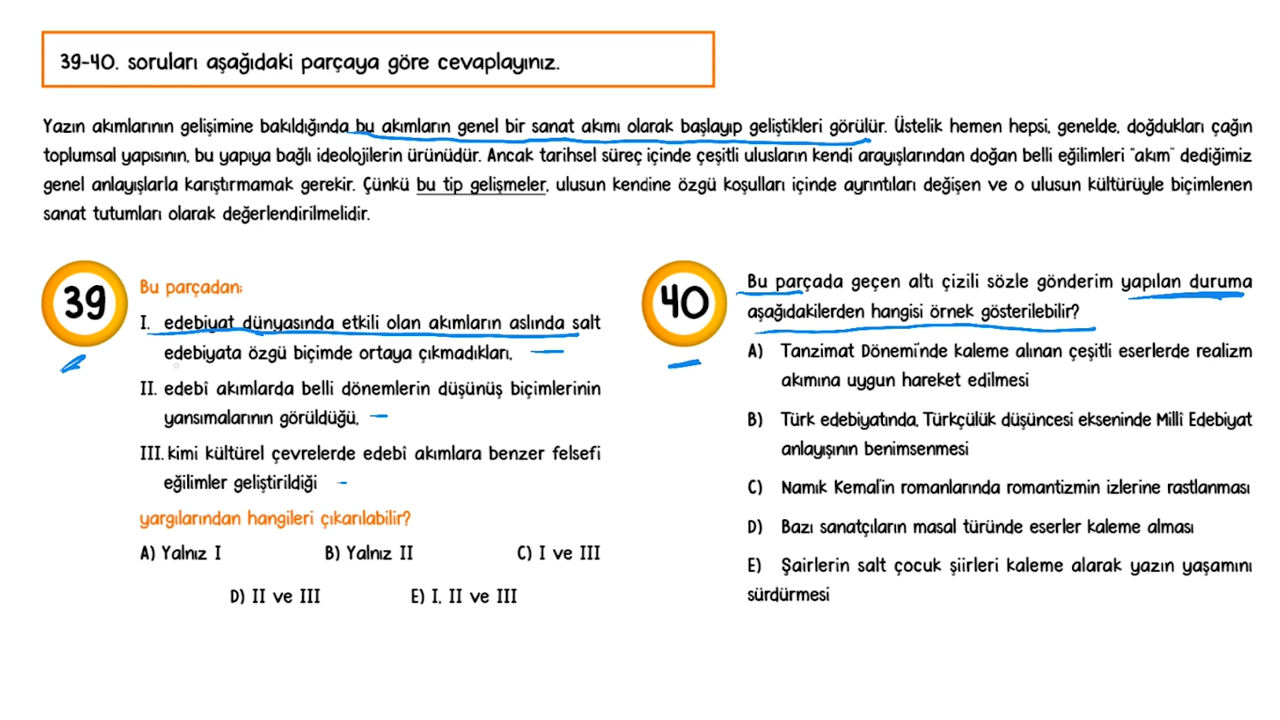 39-40. soruları aşağıdaki parçaya göre cevaplayınız.
Yazın akımlarının gelişimine bakıldığında bu akımların genel bir sanat akımı olarak başlayıp geliştikleri görülür. Üstelik hemen hepsi, genelde, doğdukları çağın
toplumsal yapısının, bu yapıya bağlı ideolojilerin ürünüdür. Ancak tarihsel süreç içinde çeşitli ulusların kendi arayışlarından doğan belli eğilimleri "akım" dediğimiz
genel anlayışlarla karıştırmamak gerekir. Çünkü bu tip gelişmeler, ulusun kendine özgü koşulları içinde ayrıntıları değişen ve o ulusun kültürüyle biçimlenen
sanat tutumları olarak değerlendirilmelidir.
39
Bu parçadan;
I. edebiyat dünyasında etkili olan akımların aslında salt
edebiyata özgü biçimde ortaya çıkmadıkları,
II. edebî akımlarda belli dönemlerin düşünüş biçimlerinin
yansımalarının görüldüğü,
III. kimi kültürel çevrelerde edebî akımlara benzer felsefi
eğilimler geliştirildiği
yargılarından hangileri çıkarılabilir?
A) Yalnız I B) Yalnız II C) I ve III
D) II ve III E) I, II ve III
40
Bu parçada geçen altı çizili sözle gönderim yapılan duruma
aşağıdakilerden hangisi örnek gösterilebilir?
A) Tanzimat Dönemi'nde kaleme alınan çeşitli eserlerde realizm
akımına uygun hareket edilmesi
B) Türk edebiyatında, Türkçülük düşüncesi ekseninde Millî Edebiyat
anlayışının benimsenmesi
C) Namık Kemal'in romanlarında romantizmin izlerine rastlanması
D) Bazı sanatçıların masal türünde eserler kaleme alması
E) Şairlerin salt çocuk şiirleri kaleme alarak yazın yaşamını
sürdürmesi